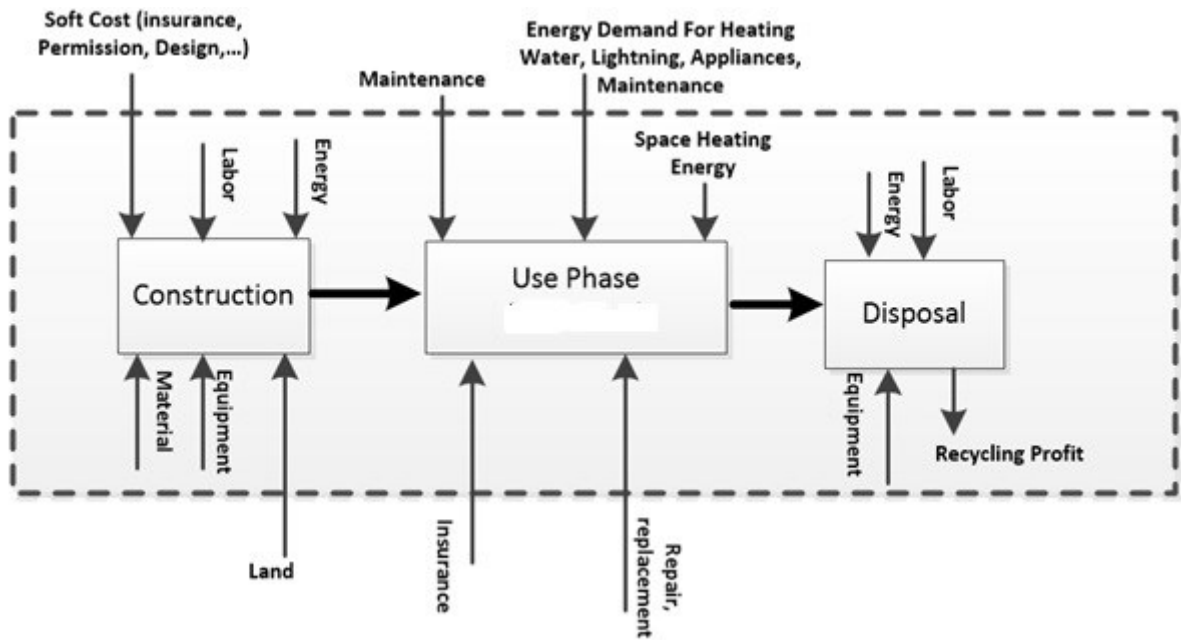 Soft Cost (insurance,
Permission, Design,...)
Maintenance
Energy Demand For Heating
Water, Lightning, Appliances,
Maintenance
Labor
Energy
Space Heating
Energy
Energy
Labor
Construction
Use Phase
Disposal
Material
Equipment
Land
Insurance
Repair,
replacement
Equipment
Recycling Profit